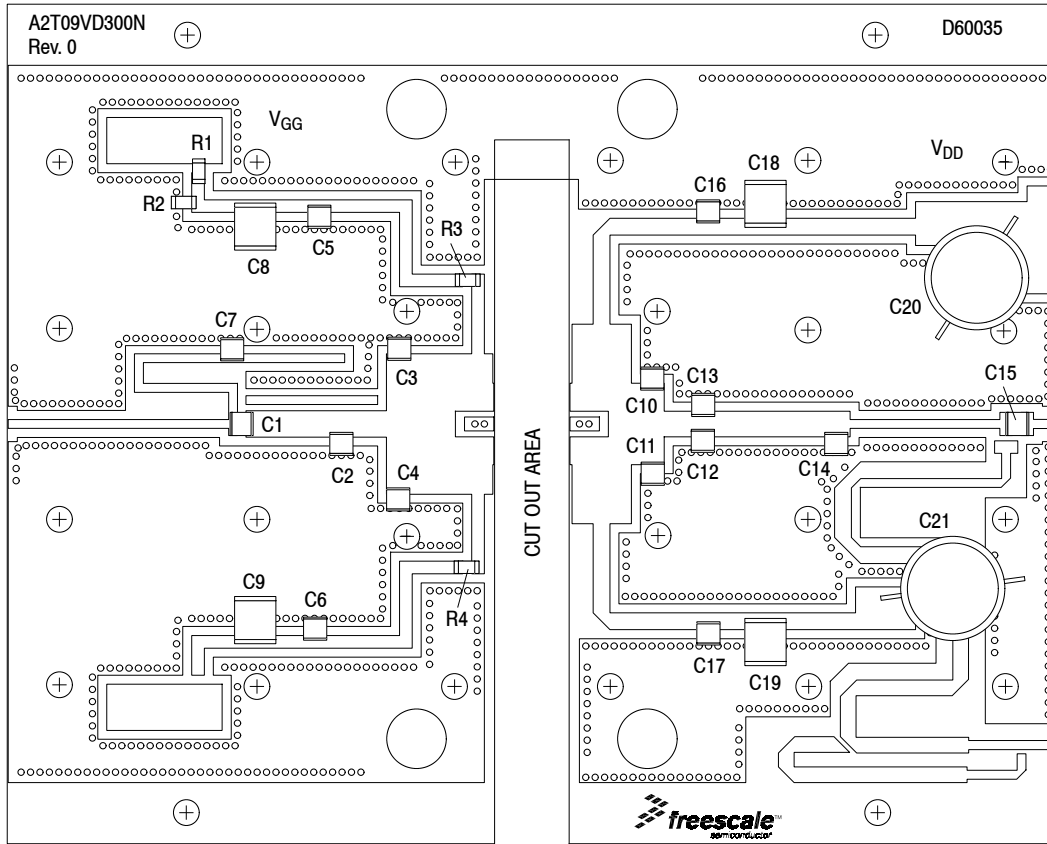 A2T09VD300N
Rev. 0
D60035
VGG
VDD
R1
C18
C16
R2
C5
C8
R3
C20
C7
C3
C13
C15
C10
C1
C11
C2
C4
C12
C14
CUT OUT AREA
C21
C9
C6
R4
C17
C19
freescale™
semiconductor